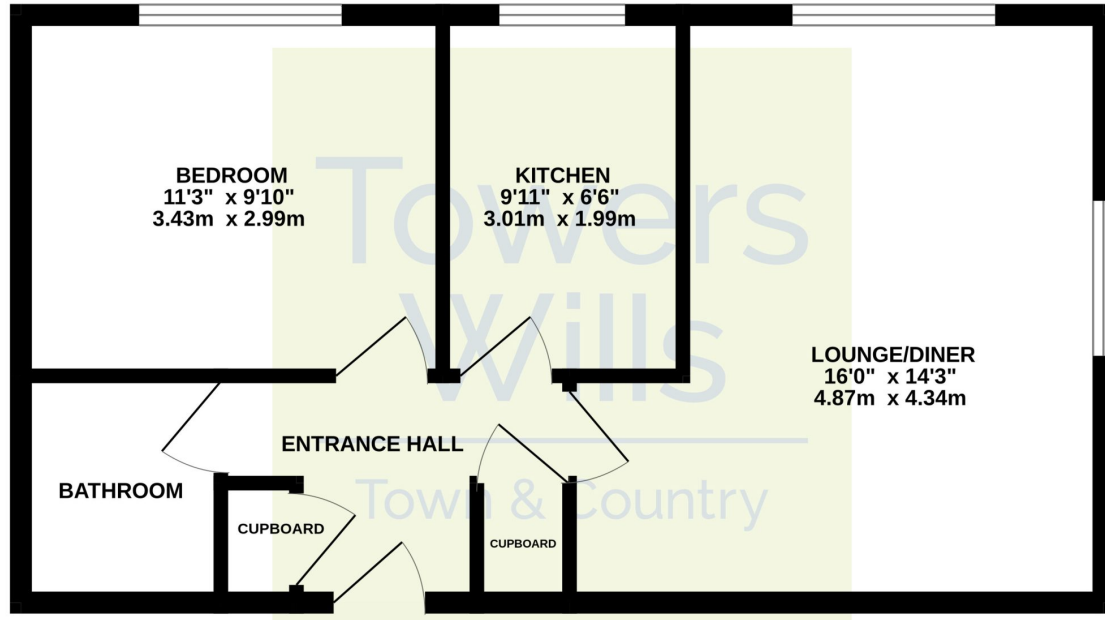 BEDROOM
11'3" x 9'10"
3.43m x 2.99m
KITCHEN
9'11" x 6'6"
3.01m x 1.99m
Towers
Wills
Town & Country
LOUNGE/DINER
16'0" x 14'3"
4.87m x 4.34m
ENTRANCE HALL
BATHROOM
CUPBOARD
CUPBOARD